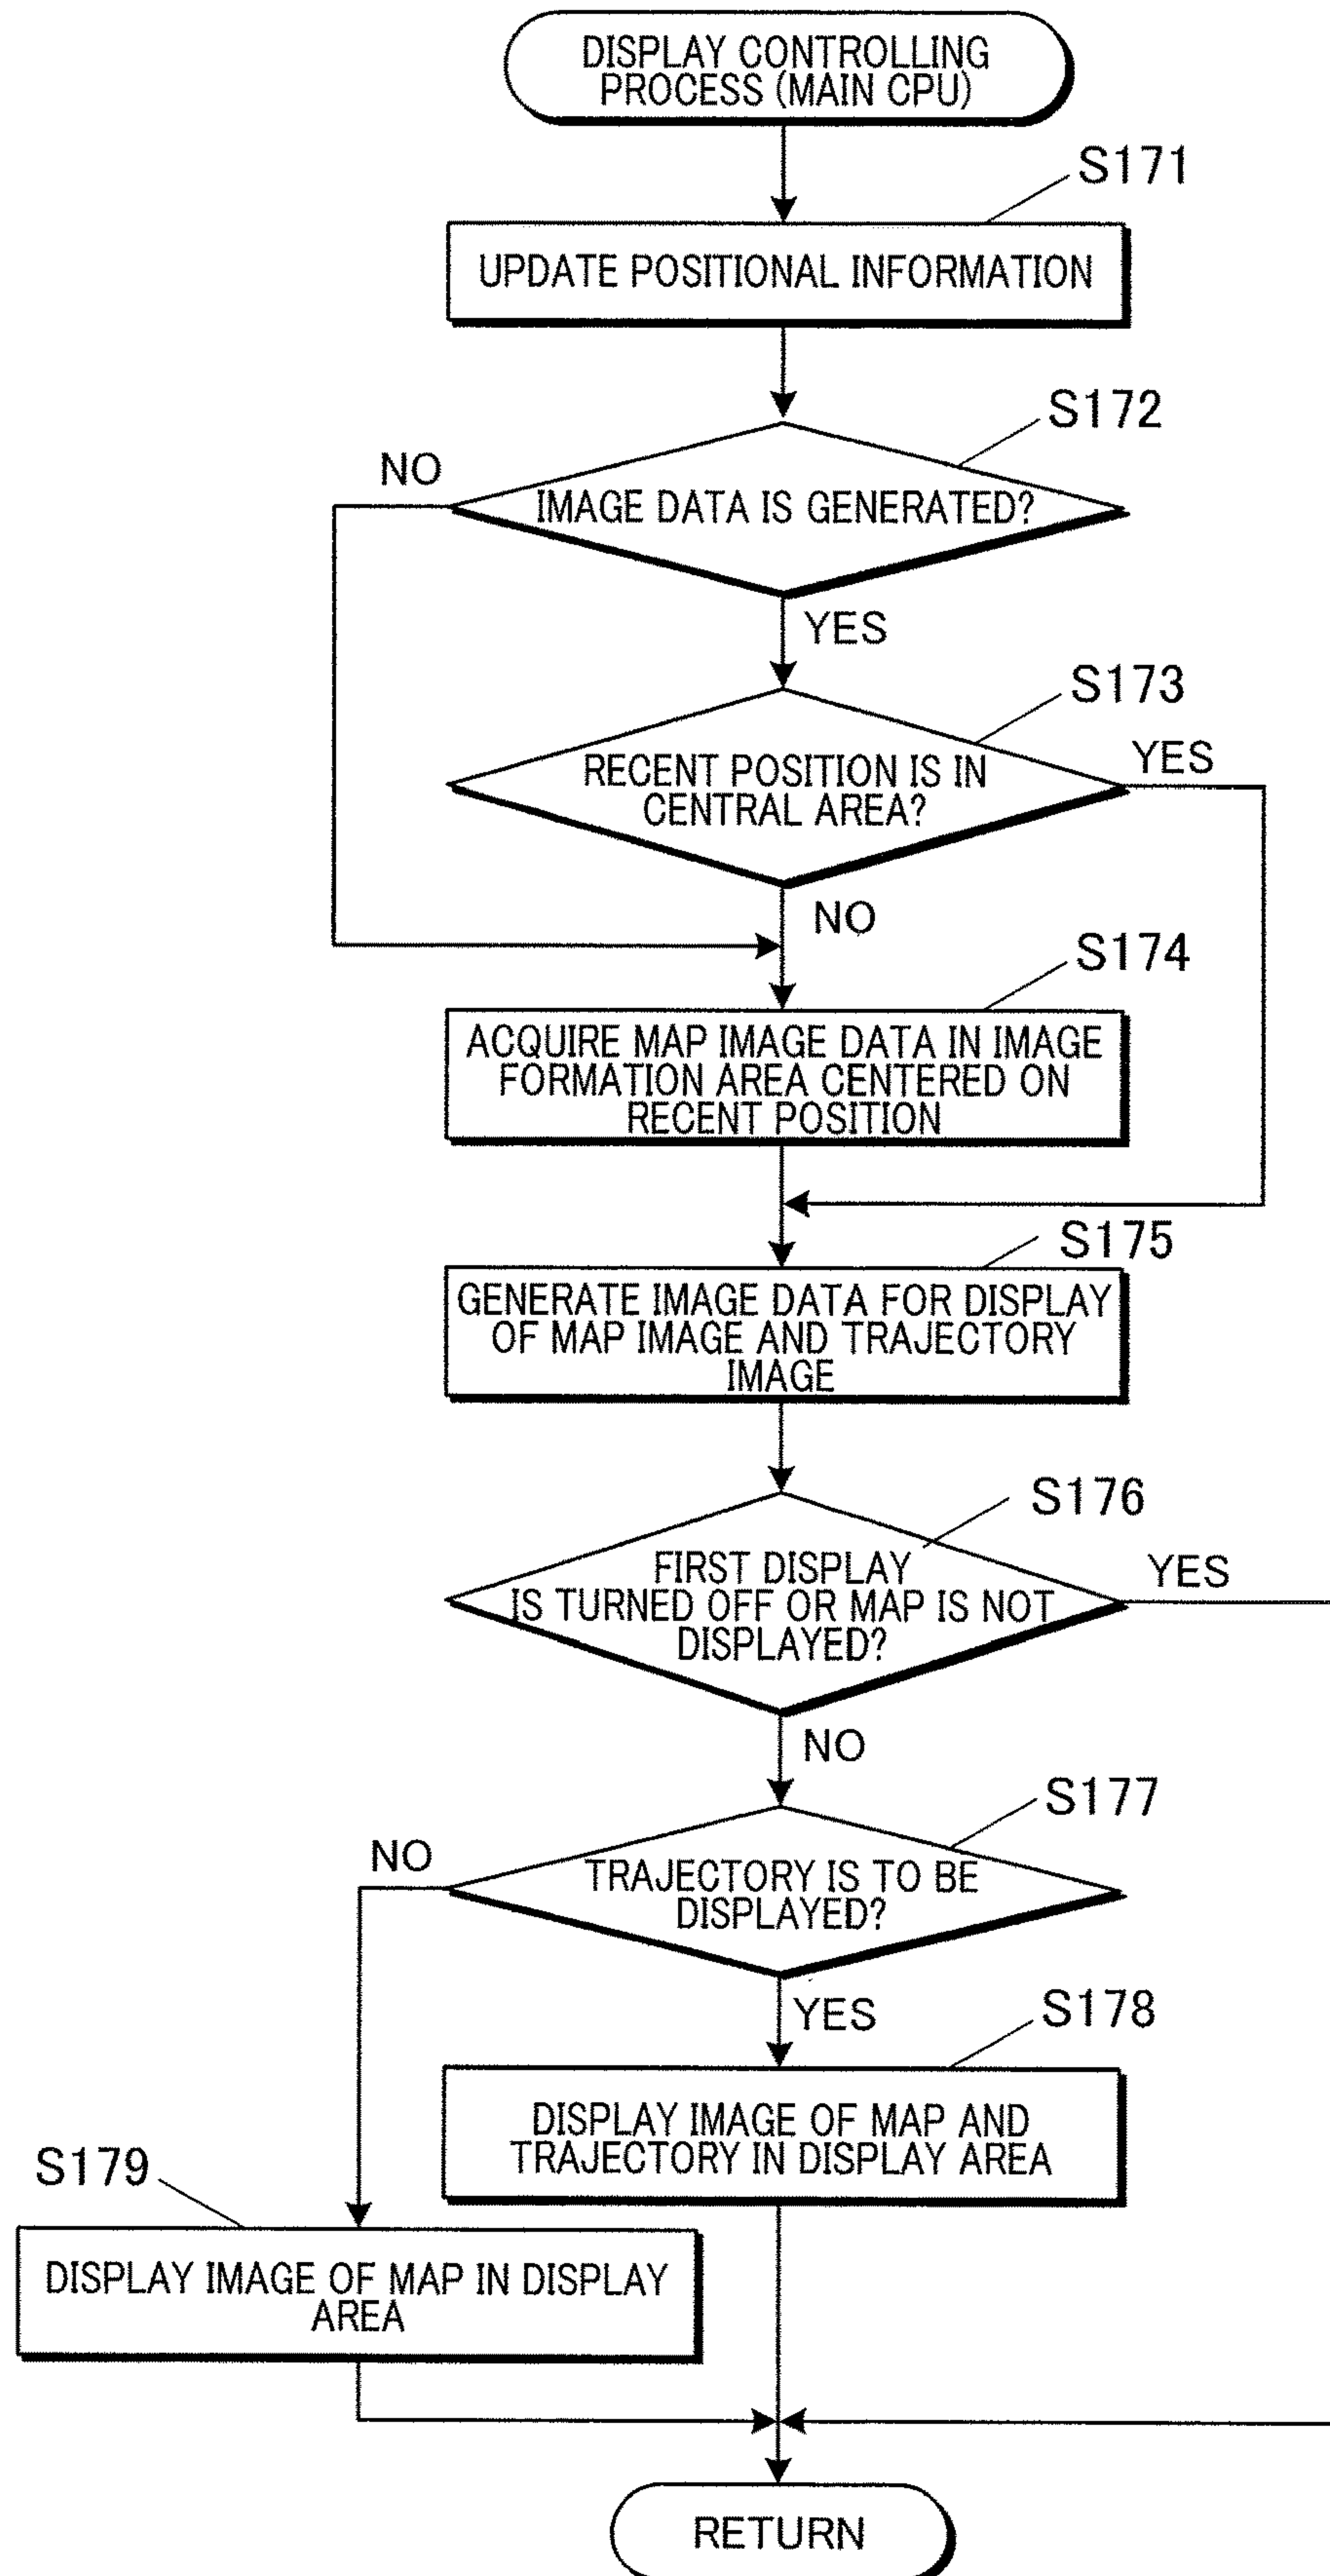 DISPLAY CONTROLLING
PROCESS (MAIN CPU)
S171
UPDATE POSITIONAL INFORMATION
S172
NO
IMAGE DATA IS GENERATED?
YES
S173
RECENT POSITION IS IN
CENTRAL AREA?
YES
NO
S174
ACQUIRE MAP IMAGE DATA IN IMAGE
FORMATION AREA CENTERED ON
RECENT POSITION
S175
GENERATE IMAGE DATA FOR DISPLAY
OF MAP IMAGE AND TRAJECTORY
IMAGE
S176
FIRST DISPLAY
IS TURNED OFF OR MAP IS NOT
DISPLAYED?
YES
NO
S177
NO
TRAJECTORY IS TO BE
DISPLAYED?
YES
S178
DISPLAY IMAGE OF MAP AND
TRAJECTORY IN DISPLAY AREA
S179
DISPLAY IMAGE OF MAP IN DISPLAY
AREA
RETURN